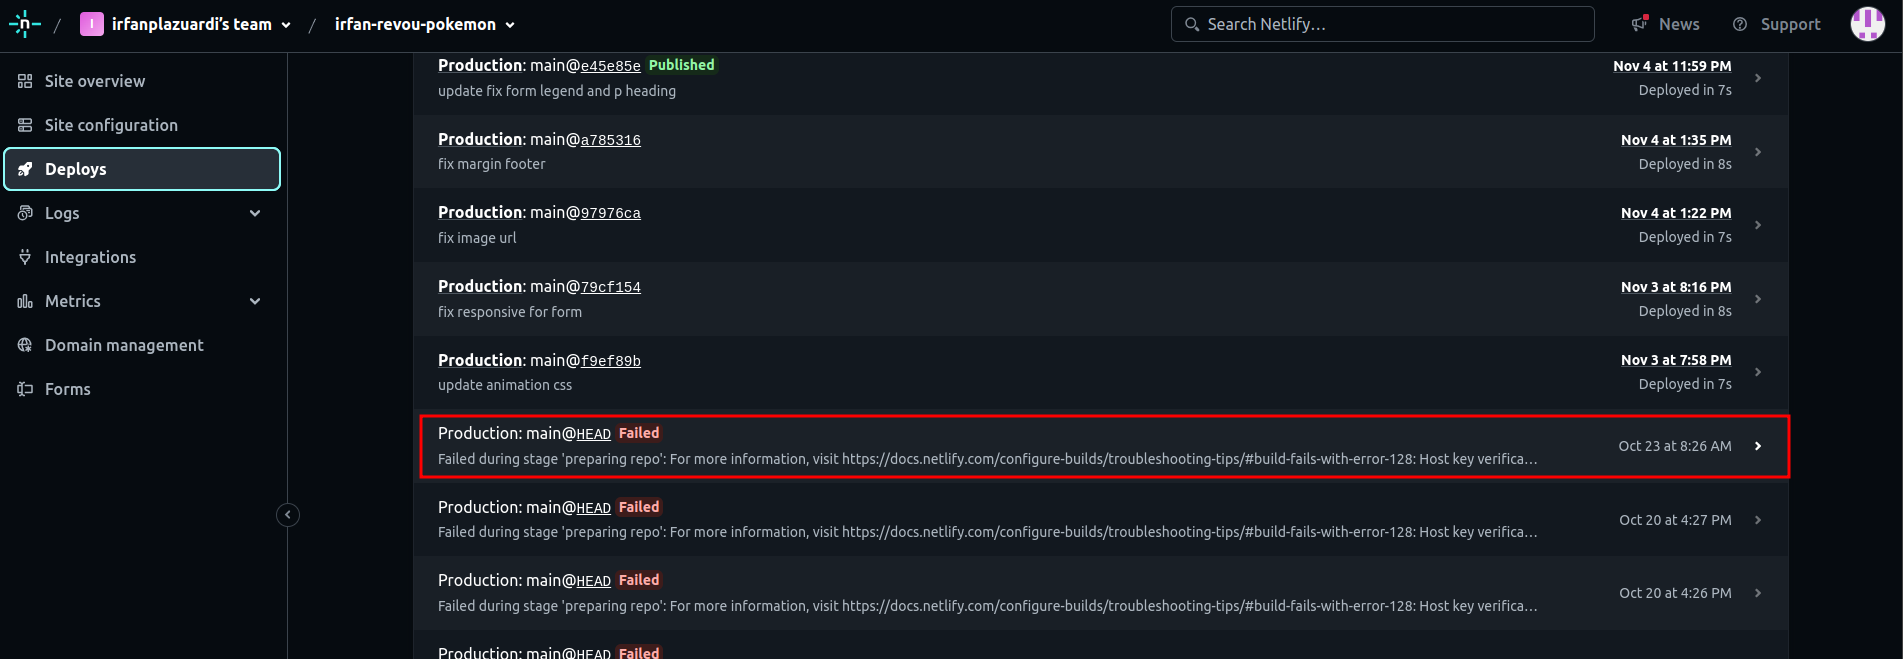 n / I irfanplazuardi's team / irfan-revou-pokemon
Search Netlify...
News
Support
Site overview
Site configuration
Deploys
Logs
Integrations
Metrics
Domain management
Forms
Production: main@e45e85e Published
Nov 4 at 11:59 PM
update fix form legend and p heading
Deployed in 7s
Production: main@a785316
Nov 4 at 1:35 PM
fix margin footer
Deployed in 8s
Production: main@97976ca
Nov 4 at 1:22 PM
fix image url
Deployed in 7s
Production: main@79cf154
Nov 3 at 8:16 PM
fix responsive for form
Deployed in 8s
Production: main@f9ef89b
Nov 3 at 7:58 PM
update animation css
Deployed in 7s
Production: main@HEAD Failed
Failed during stage 'preparing repo': For more information, visit https://docs.netlify.com/configure-builds/troubleshooting-tips/#build-fails-with-error-128: Host key verifica...
Oct 23 at 8:26 AM
Production: main@HEAD Failed
Failed during stage 'preparing repo': For more information, visit https://docs.netlify.com/configure-builds/troubleshooting-tips/#build-fails-with-error-128: Host key verifica...
Oct 20 at 4:27 PM
Production: main@HEAD Failed
Failed during stage 'preparing repo': For more information, visit https://docs.netlify.com/configure-builds/troubleshooting-tips/#build-fails-with-error-128: Host key verifica...
Oct 20 at 4:26 PM
Production: main@HEAD Failed